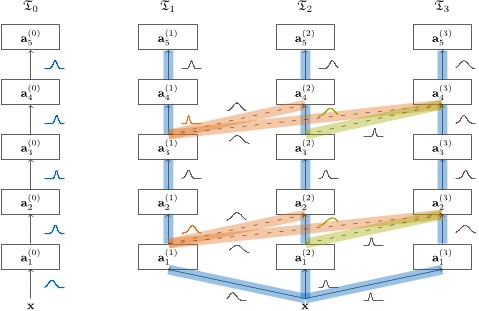 𝔗₀ 𝔗₁ 𝔗₂ 𝔗₃
a₅⁽⁰⁾ a₅⁽¹⁾ a₅⁽²⁾ a₅⁽³⁾
a₄⁽⁰⁾ a₄⁽¹⁾ a₄⁽²⁾ a₄⁽³⁾
a₃⁽⁰⁾ a₃⁽¹⁾ a₃⁽²⁾ a₃⁽³⁾
a₂⁽⁰⁾ a₂⁽¹⁾ a₂⁽²⁾ a₂⁽³⁾
a₁⁽⁰⁾ a₁⁽¹⁾ a₁⁽²⁾ a₁⁽³⁾
x x